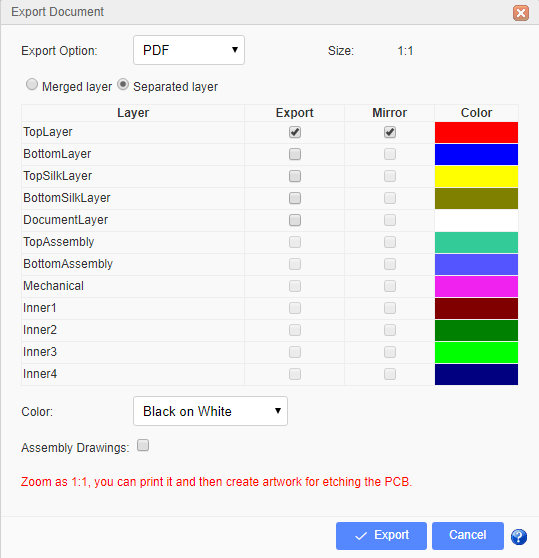 Export Document
Export Option: PDF Size: 1:1
Merged layer Separated layer
Layer Export Mirror Color
TopLayer
BottomLayer
TopSilkLayer
BottomSilkLayer
DocumentLayer
TopAssembly
BottomAssembly
Mechanical
Inner1
Inner2
Inner3
Inner4
Color: Black on White
Assembly Drawings:
Zoom as 1:1, you can print it and then create artwork for etching the PCB.
Export Cancel ?